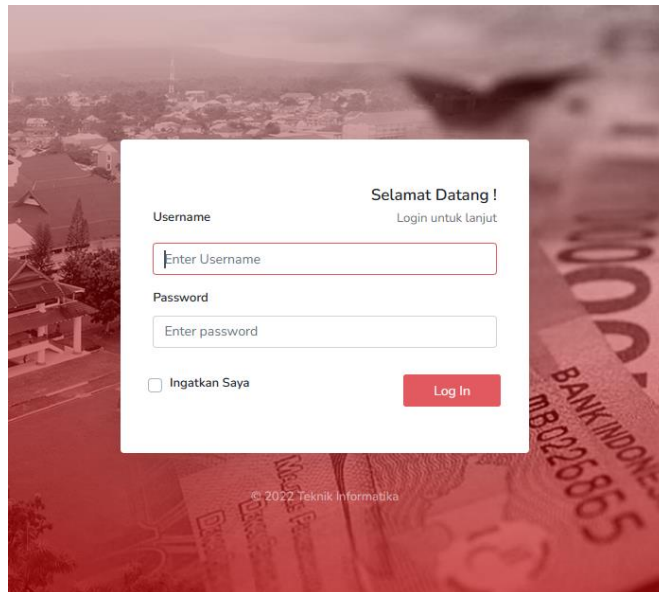 Selamat Datang !
Login untuk lanjut
Username
Enter Username
Password
Enter password
Ingatkan Saya
Log In
BANK INDONES
MBO226865
© 2022 Teknik Informatika